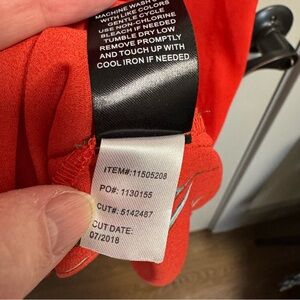 MACHINE WASH
WITH LIKE COLORS
GENTLE CYCLE
USE NON-CHLORINE
BLEACH IF NEEDED
TUMBLE DRY LOW
REMOVE PROMPTLY
AND TOUCH UP WITH
COOL IRON IF NEEDED
ITEM#: 11505208
PO#: 1130155
CUT#: 5142487
CUT DATE:
07/2018